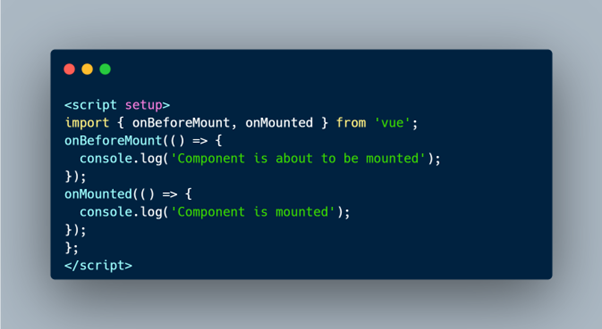 <script setup>
import { onBeforeMount, onMounted } from 'vue';
onBeforeMount(() => {
  console.log('Component is about to be mounted');
});
onMounted(() => {
  console.log('Component is mounted');
});
};
</script>